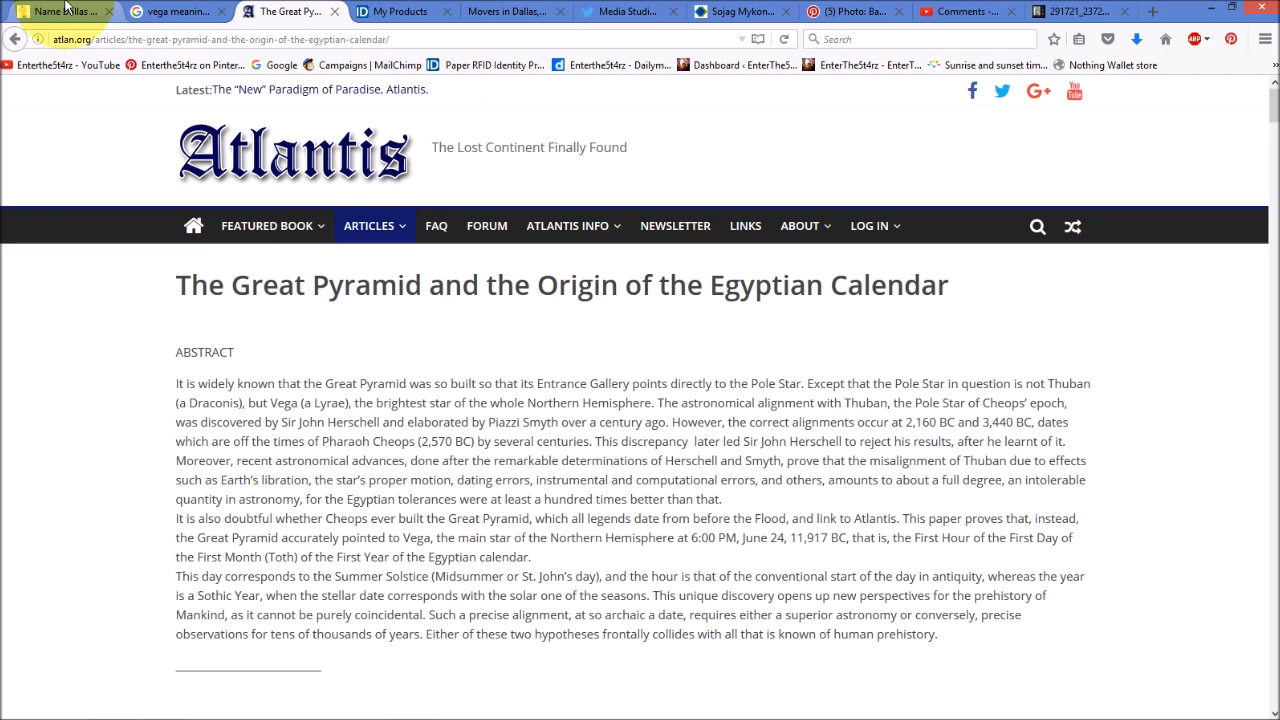 Name Dallas ...
vega meanin...
The Great Py...
My Products
Movers in Dallas,...
Media Studi...
Sojag Mykon...
(5) Photo: Ba...
Comments -...
291721_2372...
atlan.org/articles/the-great-pyramid-and-the-origin-of-the-egyptian-calendar/
Search
Enterthe5t4rz - YouTube
Enterthe5t4rz on Pinter...
Google
Campaigns | MailChimp
Paper RFID Identity Pr...
Enterthe5t4rz - Dailym...
Dashboard ‹ EnterThe5...
EnterThe5t4rz - EnterT...
Sunrise and sunset tim...
Nothing Wallet store
Latest:The “New” Paradigm of Paradise, Atlantis.
Atlantis
The Lost Continent Finally Found
FEATURED BOOK
ARTICLES
FAQ
FORUM
ATLANTIS INFO
NEWSLETTER
LINKS
ABOUT
LOG IN
The Great Pyramid and the Origin of the Egyptian Calendar
ABSTRACT
It is widely known that the Great Pyramid was so built so that its Entrance Gallery points directly to the Pole Star. Except that the Pole Star in question is not Thuban
(a Draconis), but Vega (a Lyrae), the brightest star of the whole Northern Hemisphere. The astronomical alignment with Thuban, the Pole Star of Cheops’ epoch,
was discovered by Sir John Herschell and elaborated by Piazzi Smyth over a century ago. However, the correct alignments occur at 2,160 BC and 3,440 BC, dates
which are off the times of Pharaoh Cheops (2,570 BC) by several centuries. This discrepancy later led Sir John Herschell to reject his results, after he learnt of it.
Moreover, recent astronomical advances, done after the remarkable determinations of Herschell and Smyth, prove that the misalignment of Thuban due to effects
such as Earth’s libration, the star’s proper motion, dating errors, instrumental and computational errors, and others, amounts to about a full degree, an intolerable
quantity in astronomy, for the Egyptian tolerances were at least a hundred times better than that.
It is also doubtful whether Cheops ever built the Great Pyramid, which all legends date from before the Flood, and link to Atlantis. This paper proves that, instead,
the Great Pyramid accurately pointed to Vega, the main star of the Northern Hemisphere at 6:00 PM, June 24, 11,917 BC, that is, the First Hour of the First Day of
the First Month (Toth) of the First Year of the Egyptian calendar.
This day corresponds to the Summer Solstice (Midsummer or St. John’s day), and the hour is that of the conventional start of the day in antiquity, whereas the year
is a Sothic Year, when the stellar date corresponds with the solar one of the seasons. This unique discovery opens up new perspectives for the prehistory of
Mankind, as it cannot be purely coincidental. Such a precise alignment, at so archaic a date, requires either a superior astronomy or conversely, precise
observations for tens of thousands of years. Either of these two hypotheses frontally collides with all that is known of human prehistory.